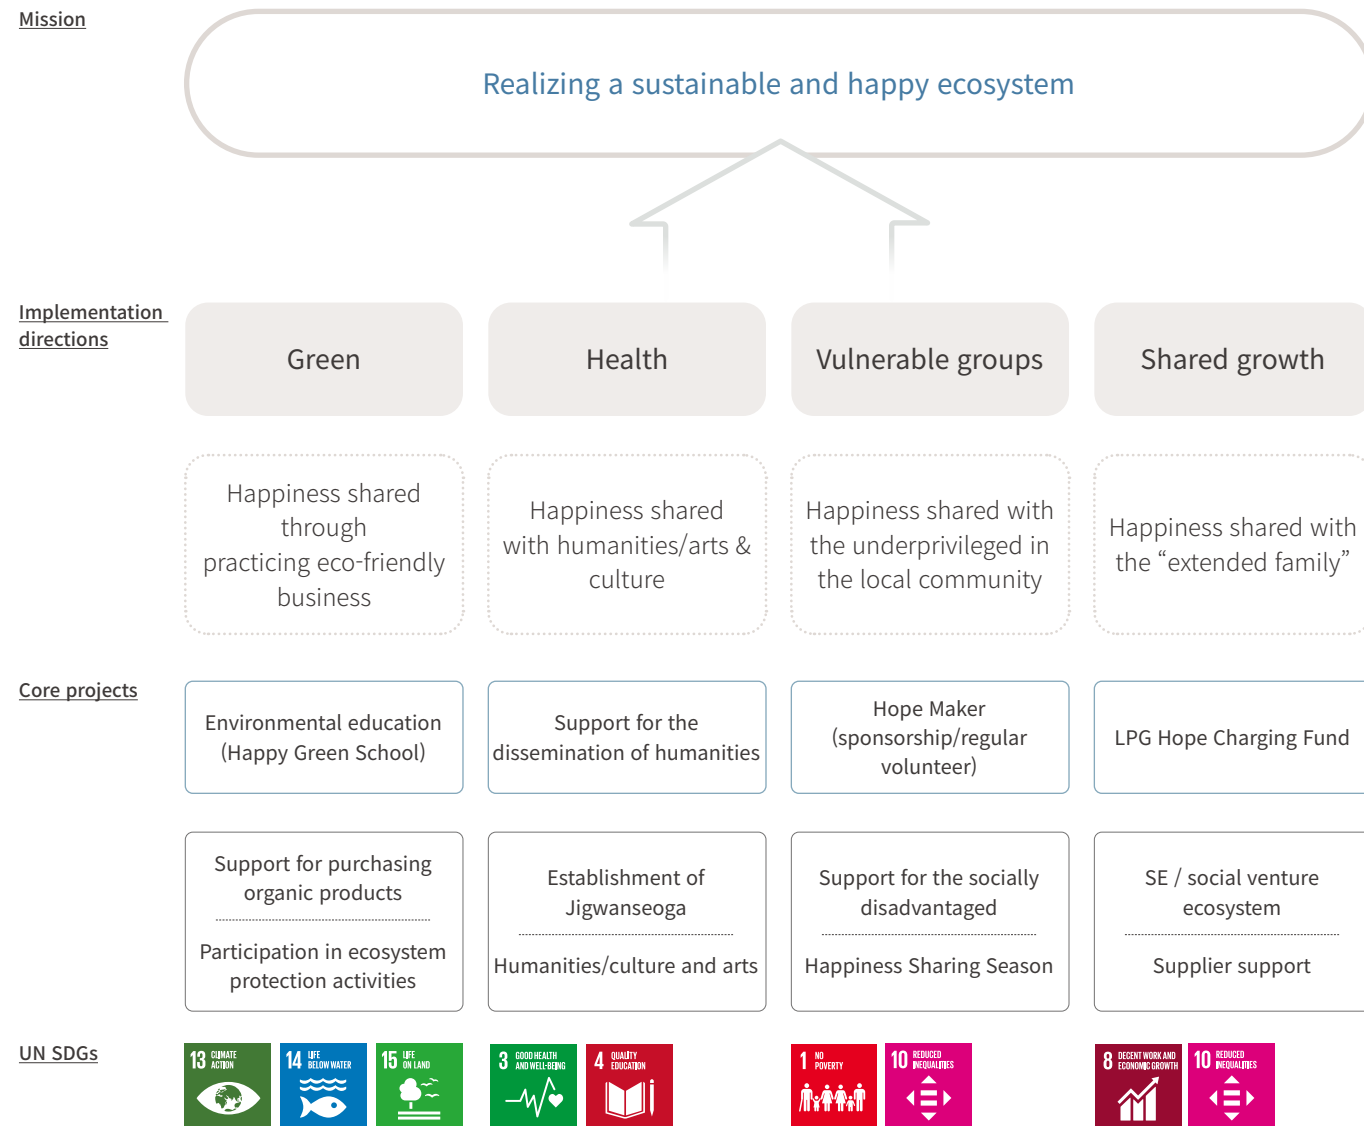 Mission
Realizing a sustainable and happy ecosystem
Implementation
directions
Green
Health
Vulnerable groups
Shared growth
Happiness shared
through
practicing eco-friendly
business
Happiness shared
with humanities/arts &
culture
Happiness shared with
the underprivileged in
the local community
Happiness shared with
the “extended family”
Core projects
Environmental education
(Happy Green School)
Support for the
dissemination of humanities
Hope Maker
(sponsorship/regular
volunteer)
LPG Hope Charging Fund
Support for purchasing
organic products
Participation in ecosystem
protection activities
Establishment of
Jigwanseoga
Humanities/culture and arts
Support for the socially
disadvantaged
Happiness Sharing Season
SE / social venture
ecosystem
Supplier support
UN SDGs
13 CLIMATE
ACTION
14 LIFE
BELOW WATER
15 LIFE
ON LAND
3 GOOD HEALTH
AND WELL-BEING
4 QUALITY
EDUCATION
1 NO
POVERTY
10 REDUCED
INEQUALITIES
8 DECENT WORK AND
ECONOMIC GROWTH
10 REDUCED
INEQUALITIES